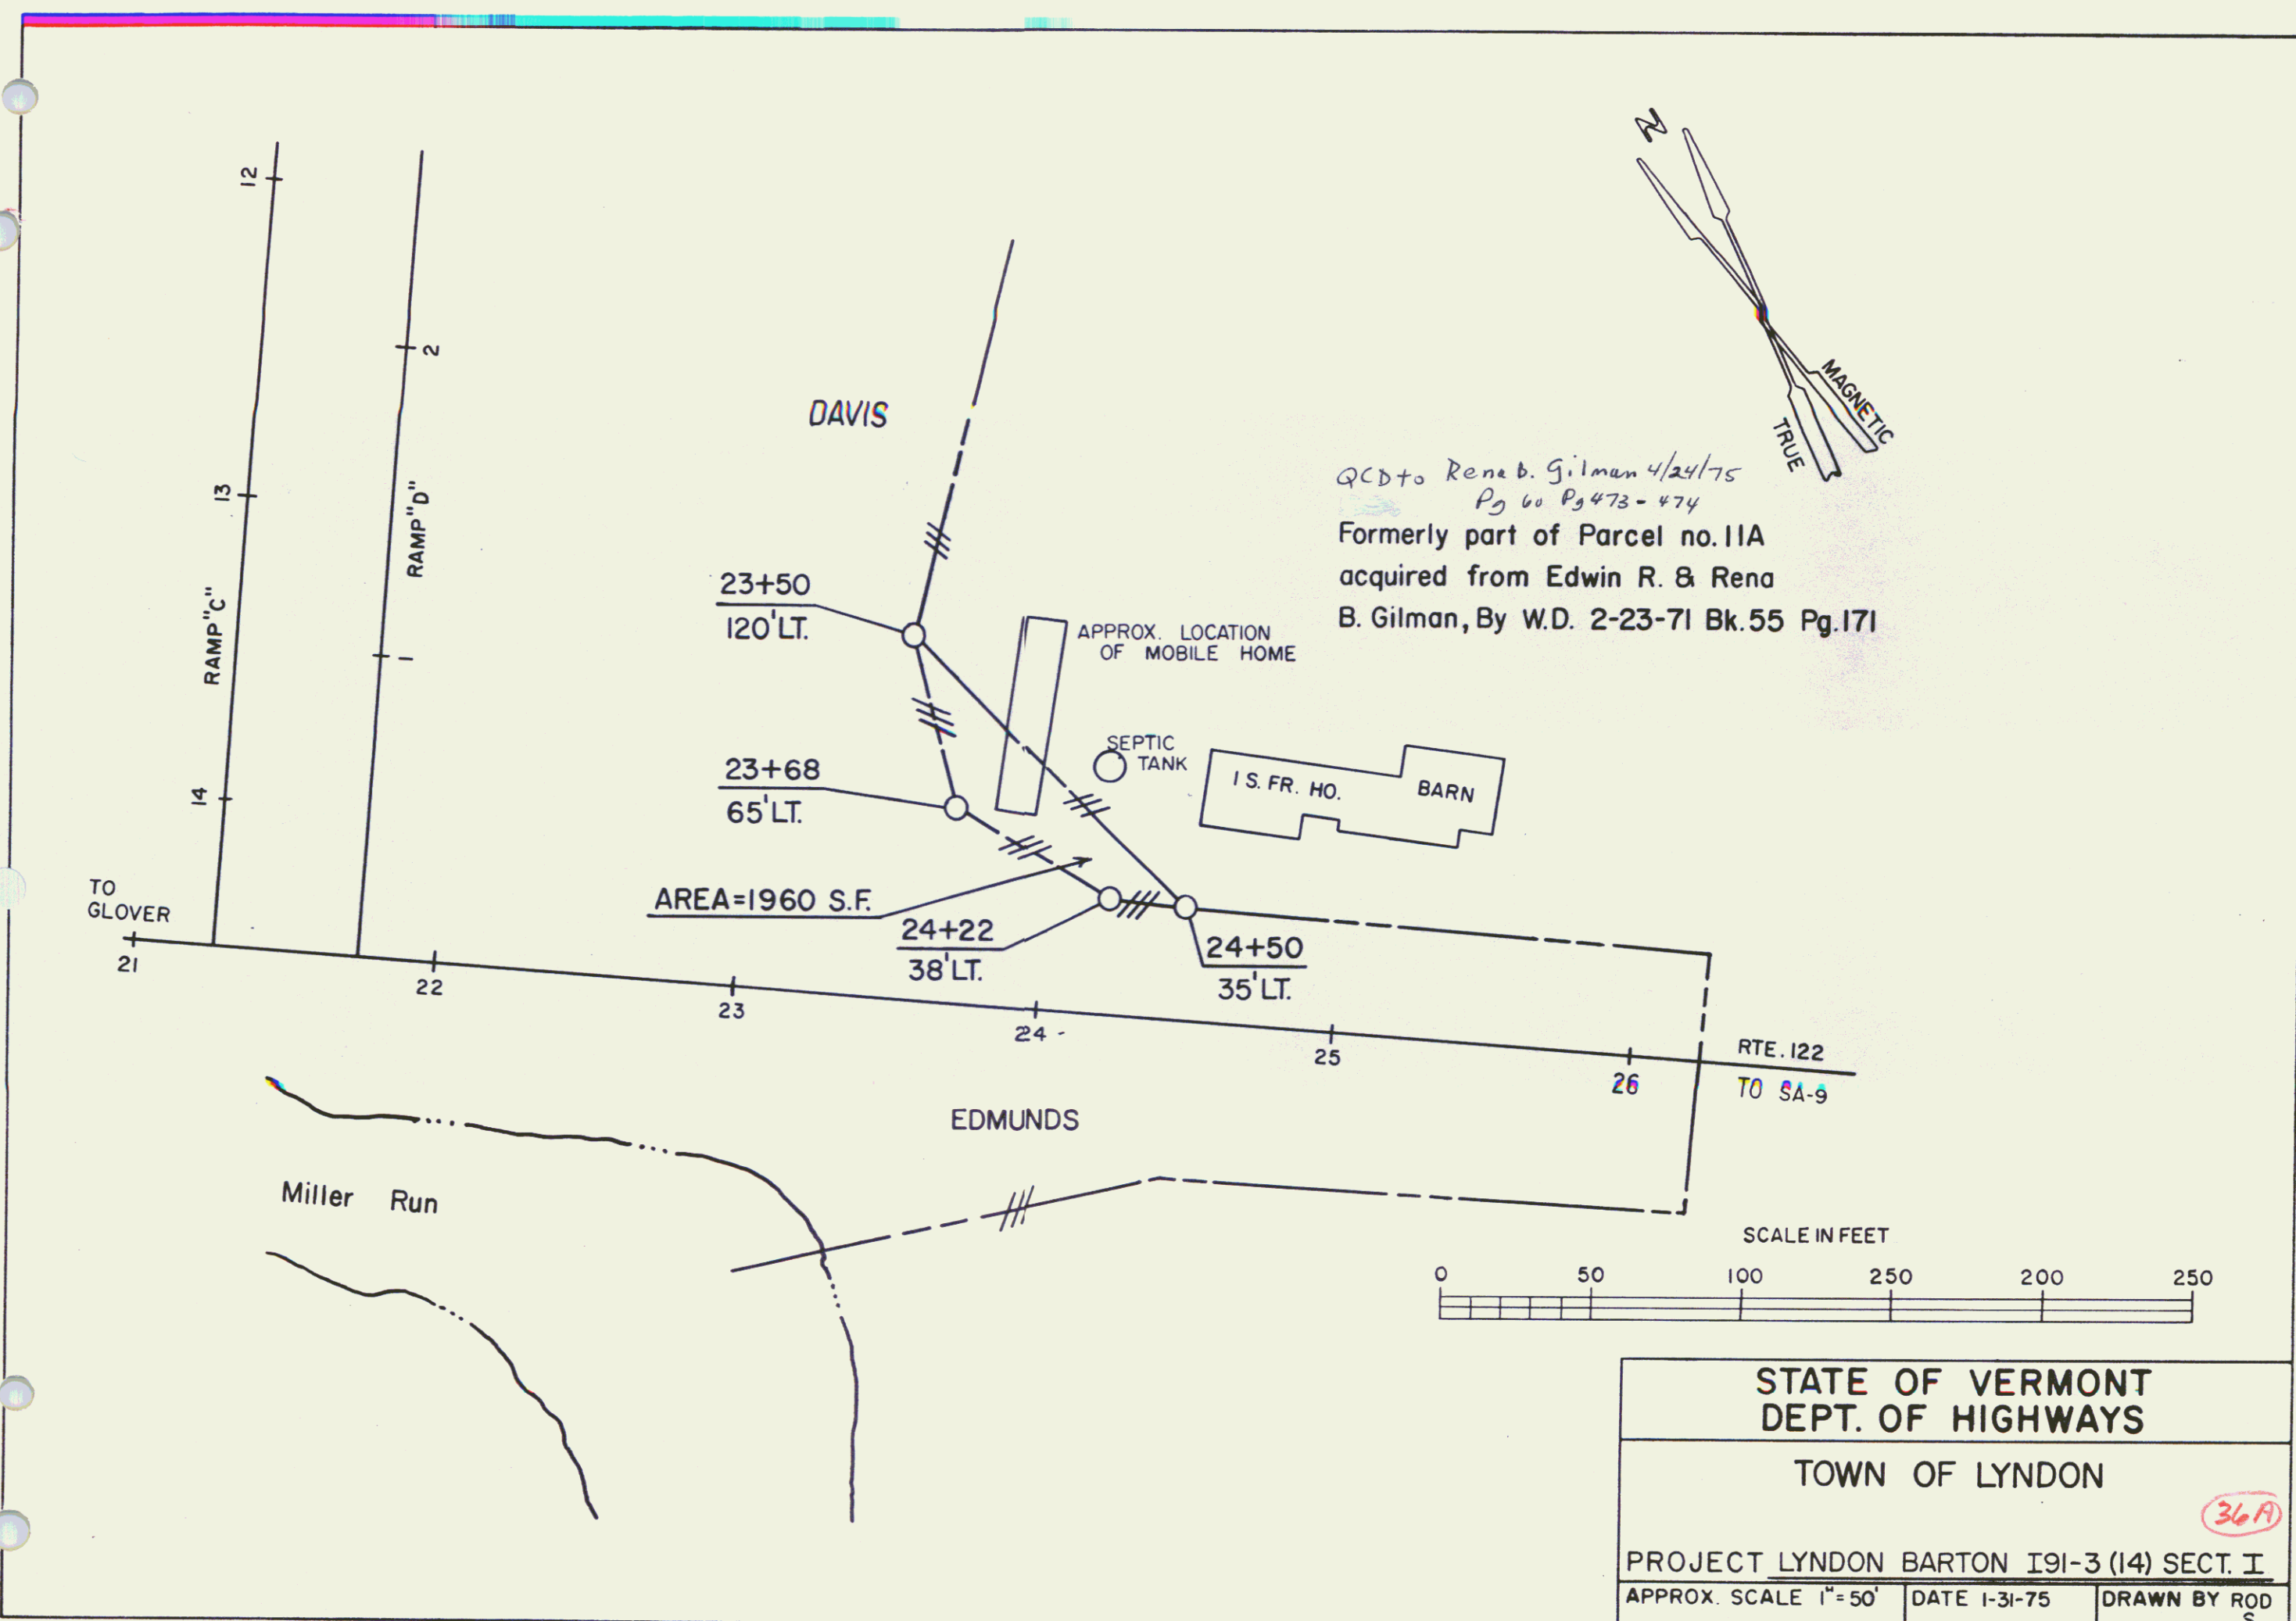 N
MAGNETIC
TRUE
12
13
14
RAMP "C"
2
1
RAMP "D"
DAVIS
QCD to Rena B. Gilman 4/24/75
Pg 60 Pg 473-474
Formerly part of Parcel no. 11A
acquired from Edwin R. & Rena
B. Gilman, By W.D. 2-23-71 Bk. 55 Pg. 171
23+50
120' LT.
APPROX. LOCATION
OF MOBILE HOME
SEPTIC
TANK
1 S. FR. HO.
BARN
23+68
65' LT.
AREA=1960 S.F.
24+22
38' LT.
24+50
35' LT.
TO
GLOVER
21
22
23
24
25
26
RTE. 122
TO SA-9
EDMUNDS
Miller Run
SCALE IN FEET
0 50 100 250 200 250
STATE OF VERMONT
DEPT. OF HIGHWAYS
TOWN OF LYNDON
36A
PROJECT LYNDON BARTON I91-3 (14) SECT. I
APPROX. SCALE 1"=50' DATE 1-31-75 DRAWN BY ROD